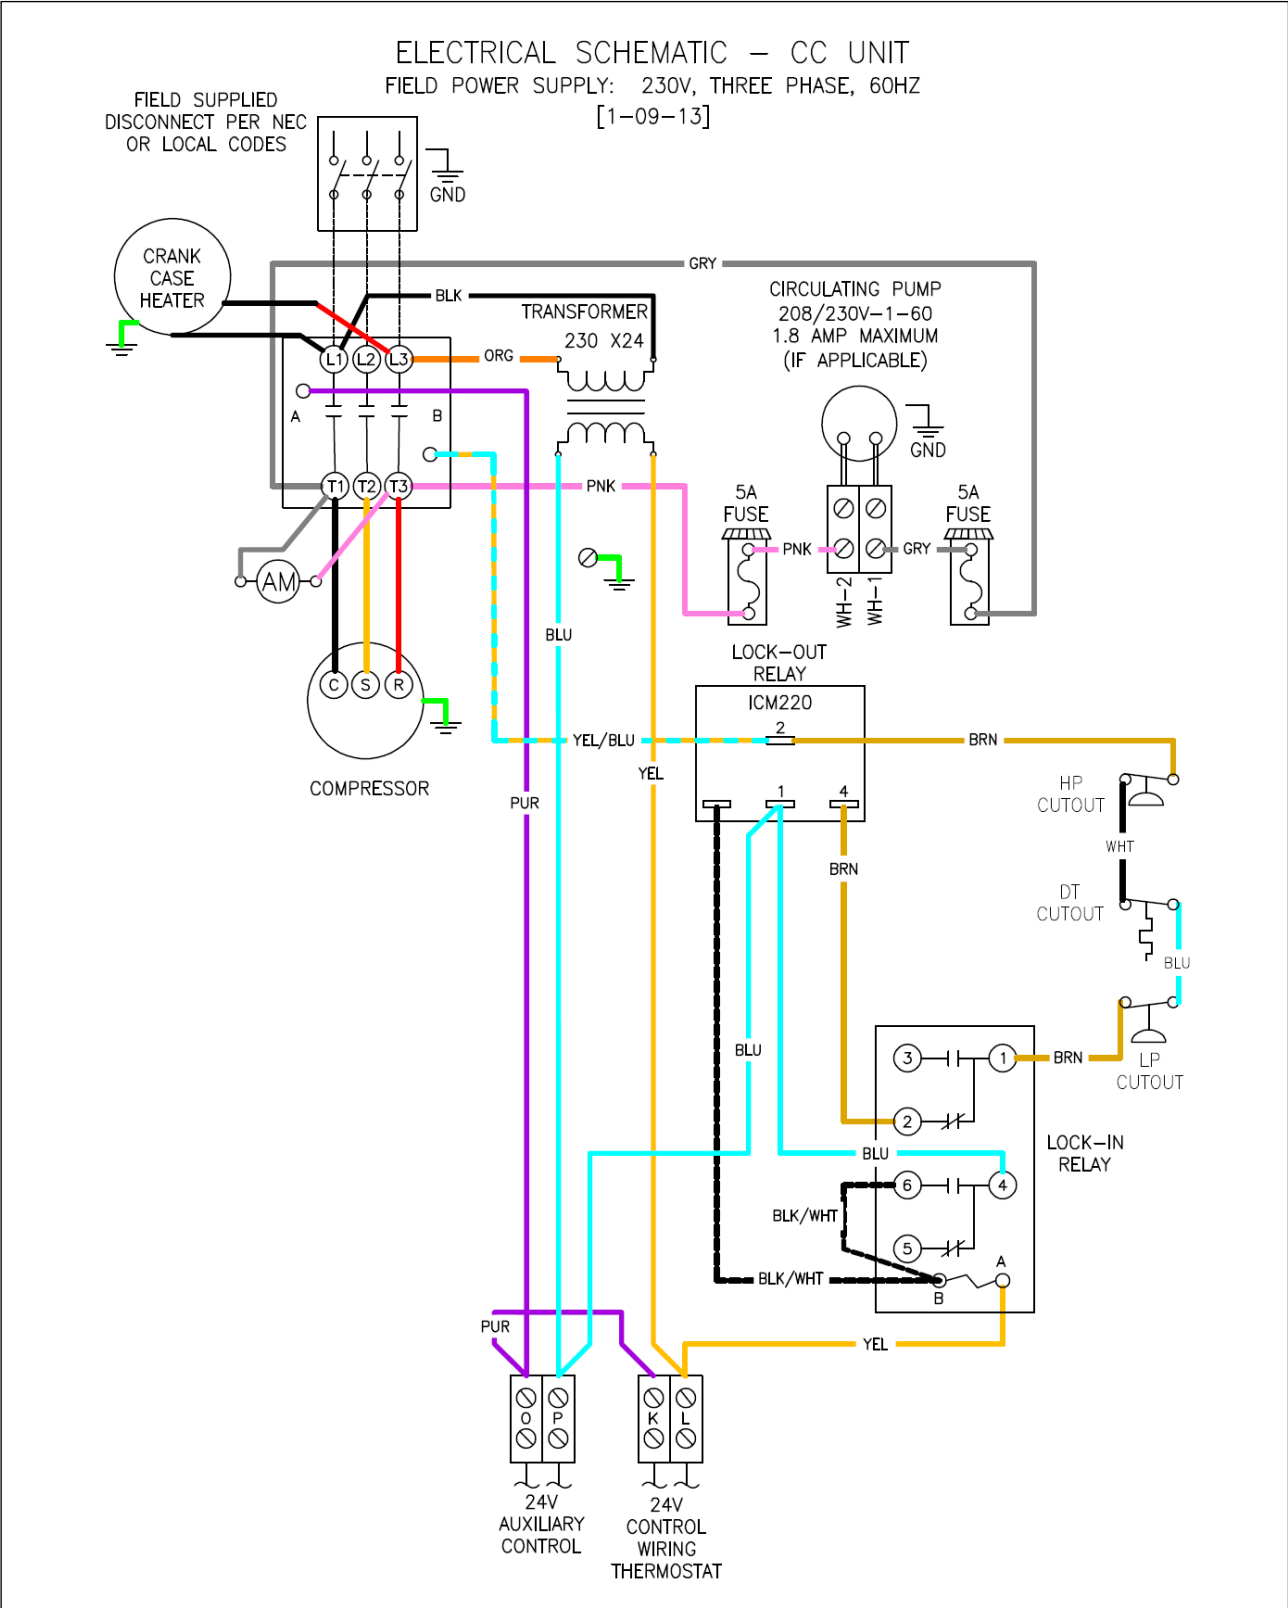 ELECTRICAL SCHEMATIC - CC UNIT
FIELD POWER SUPPLY: 230V, THREE PHASE, 60HZ
[1-09-13]
FIELD SUPPLIED
DISCONNECT PER NEC
OR LOCAL CODES
GND
CRANK
CASE
HEATER
GRY
BLK
TRANSFORMER
230 X24
CIRCULATING PUMP
208/230V-1-60
1.8 AMP MAXIMUM
(IF APPLICABLE)
L1 L2 L3
ORG
A
B
GND
T1 T2 T3
PNK
5A
FUSE
5A
FUSE
PNK
GRY
WH-2
WH-1
AM
BLU
LOCK-OUT
RELAY
ICM220
C S R
2
YEL/BLU
BRN
YEL
COMPRESSOR
PUR
1
4
HP
CUTOUT
WHT
BRN
DT
CUTOUT
BLU
BLU
3
1
BRN
LP
CUTOUT
2
LOCK-IN
RELAY
BLU
6
4
BLK/WHT
5
A
BLK/WHT
B
PUR
YEL
O P
K L
24V
AUXILIARY
CONTROL
24V
CONTROL
WIRING
THERMOSTAT